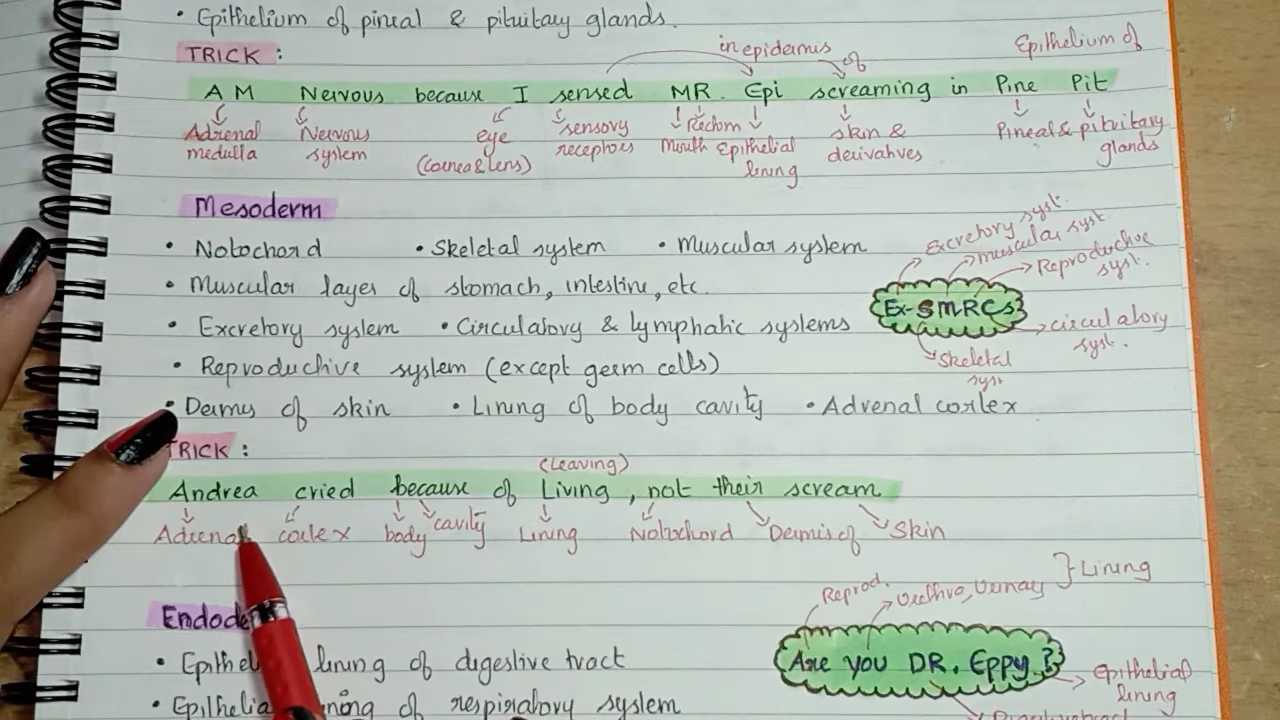 • Epithelium of pineal & pituitary glands.
TRICK :
in epidermis of
Epithelium of
A M Nervous because I sensed MR. Epi screaming in Pine Pit
Adrenal medulla
Nervous system
eye (cornea & lens)
sensory receptors
Mouth
Rectum
Epithelial lining
skin & derivatives
Pineal & pituitary glands
Mesoderm
• Notochord • Skeletal system • Muscular system
• Muscular layer of stomach, intestine, etc.
• Excretory system • Circulatory & lymphatic systems
• Reproductive system (except germ cells)
• Dermis of skin • Lining of body cavity • Adrenal cortex
Excretory syst.
muscular syst.
Reproductive syst.
Ex-SMRCs
circulatory syst.
Skeletal syst
TRICK :
(Leaving)
Andrea cried because of Living, not their scream
Adrenal cortex body cavity Lining Notochord Dermis of Skin
Endode
• Epithel lining of digestive tract
• Epithelia ning of respiratory system
Reprod. Urethra, } Lining
Are you DR. Eppy.?
Epithelial lining